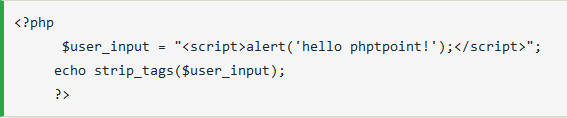 <?php
$user_input = "<script>alert('hello phptpoint!');</script>";
echo strip_tags($user_input);
?>